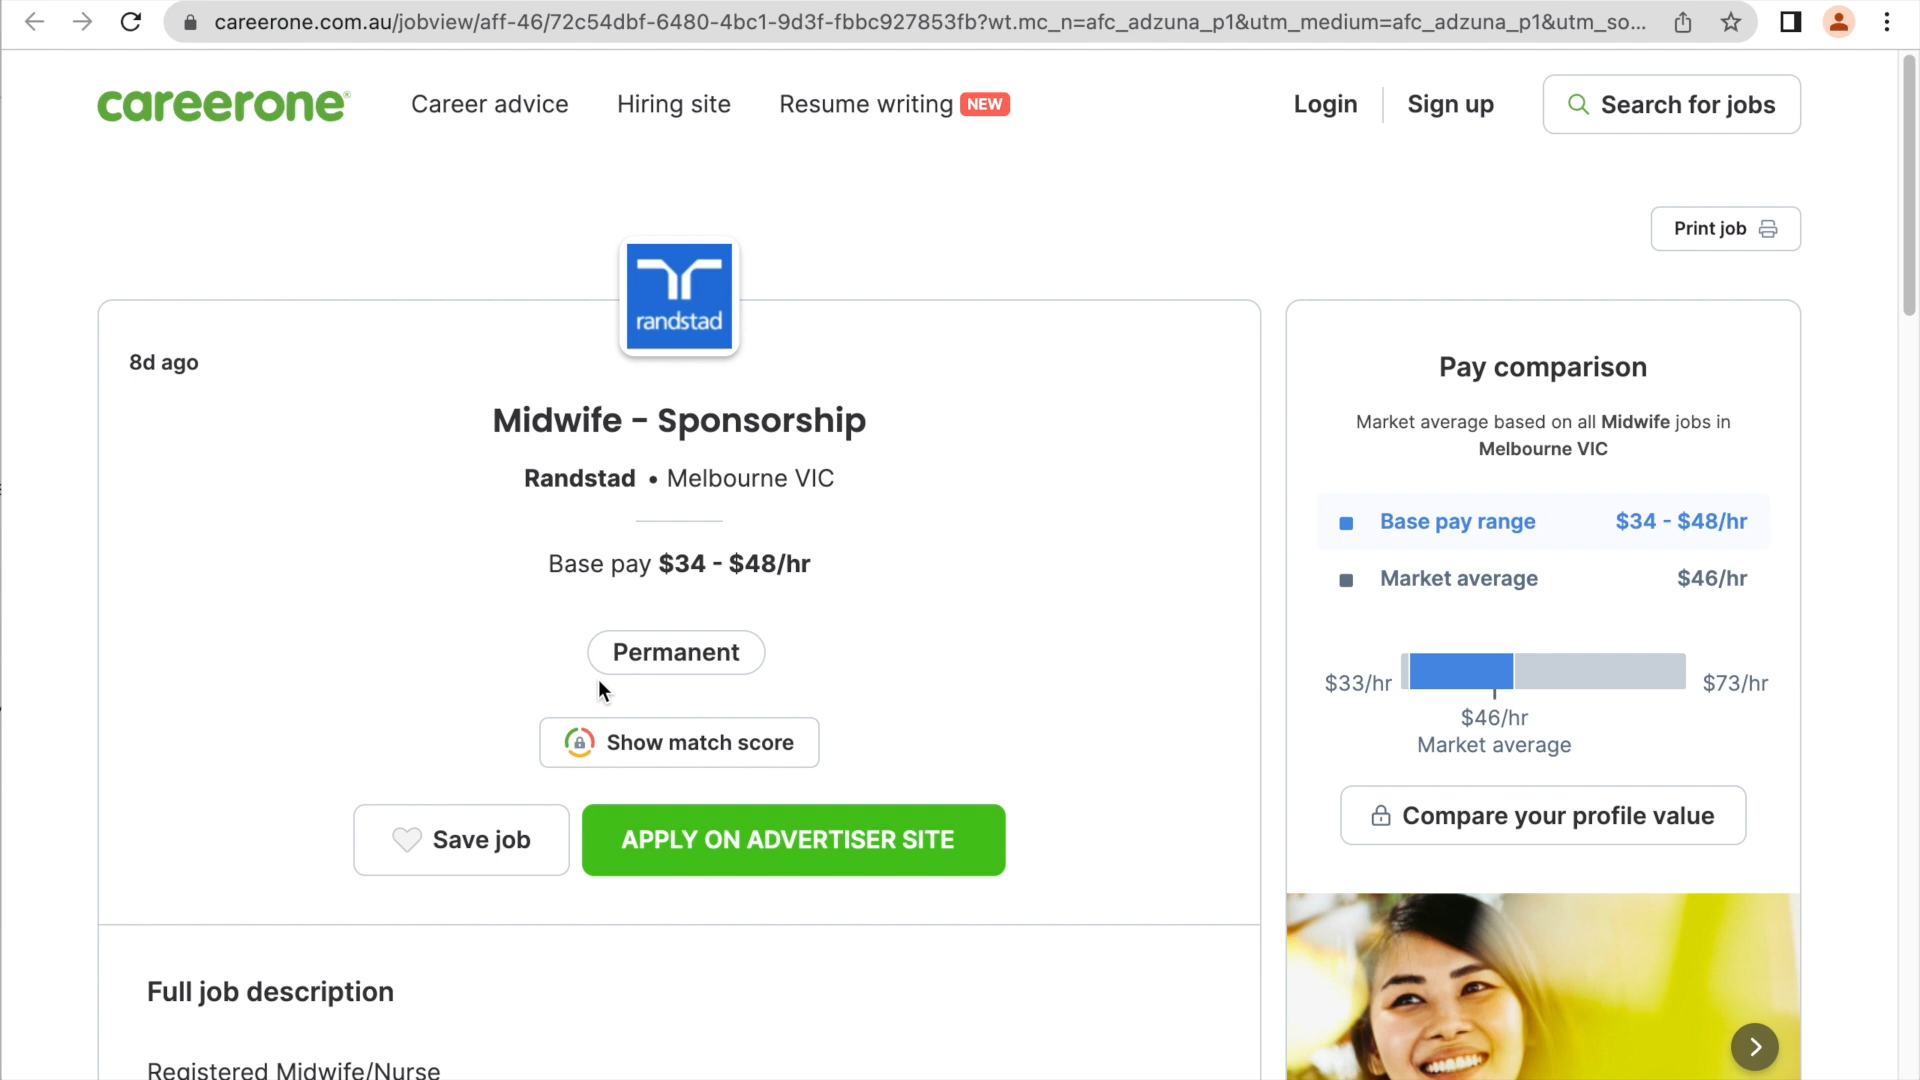 careerone.com.au/jobview/aff-46/72c54dbf-6480-4bc1-9d3f-fbbc927853fb?wt.mc_n=afc_adzuna_p1&utm_medium=afc_adzuna_p1&utm_so...
careerone®
Career advice
Hiring site
Resume writing NEW
Login
Sign up
Search for jobs
Print job
randstad
8d ago
Midwife - Sponsorship
Randstad • Melbourne VIC
Base pay $34 - $48/hr
Permanent
Show match score
Save job
APPLY ON ADVERTISER SITE
Full job description
Registered Midwife/Nurse
Pay comparison
Market average based on all Midwife jobs in
Melbourne VIC
Base pay range $34 - $48/hr
Market average $46/hr
$33/hr
$73/hr
$46/hr
Market average
Compare your profile value